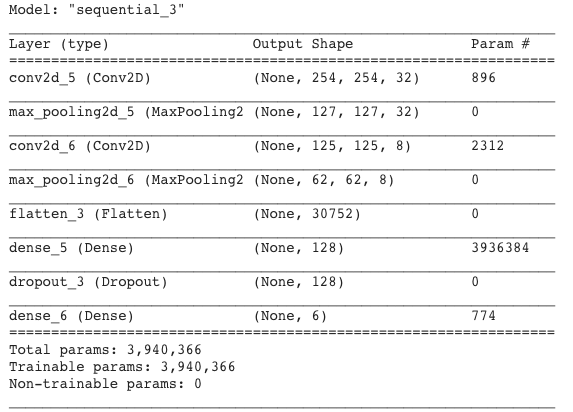 Model: "sequential_3"
Layer (type) Output Shape Param #
conv2d_5 (Conv2D) (None, 254, 254, 32) 896
max_pooling2d_5 (MaxPooling2 (None, 127, 127, 32) 0
conv2d_6 (Conv2D) (None, 125, 125, 8) 2312
max_pooling2d_6 (MaxPooling2 (None, 62, 62, 8) 0
flatten_3 (Flatten) (None, 30752) 0
dense_5 (Dense) (None, 128) 3936384
dropout_3 (Dropout) (None, 128) 0
dense_6 (Dense) (None, 6) 774
Total params: 3,940,366
Trainable params: 3,940,366
Non-trainable params: 0